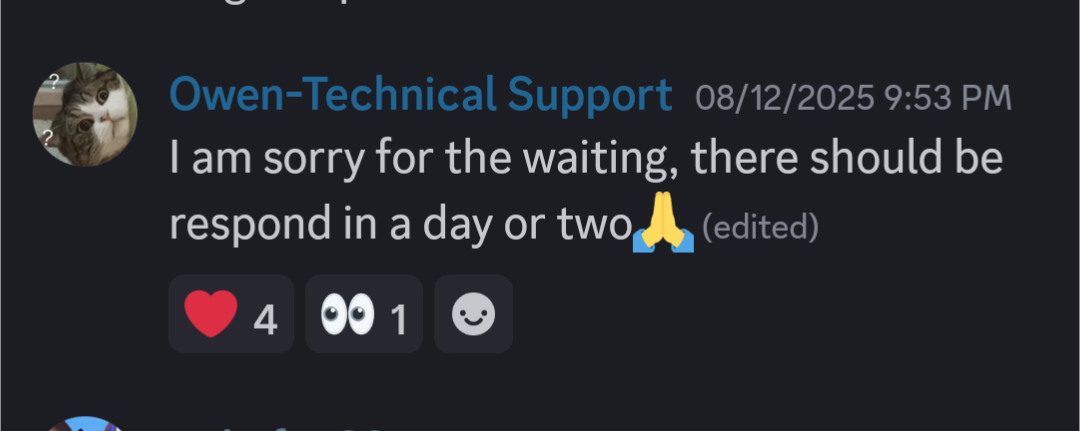 Owen-Technical Support 08/12/2025 9:53 PM
I am sorry for the waiting, there should be
respond in a day or two🙏 (edited)
❤️ 4 👀 1